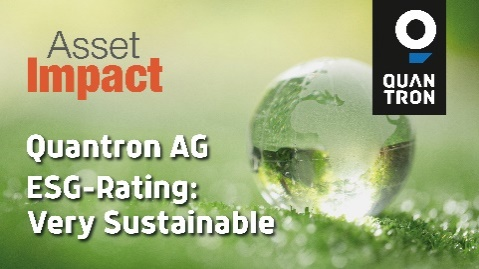 Asset
Impact
QUAN
TRON
Quantron AG
ESG-Rating:
Very Sustainable